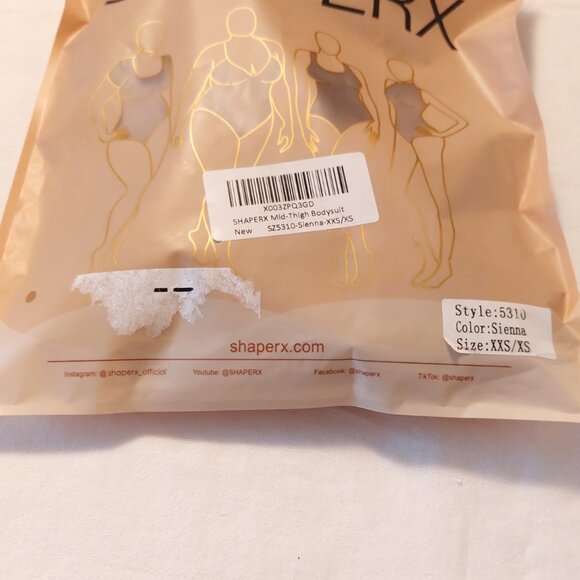 X003ZPQ3GD
SHAPERX Mid-Thigh Bodysuit
New SZ5310-Sienna-XXS/XS
Style:5310
Color:Sienna
Size:XXS/XS
shaperx.com
Instagram: @shaperx_official Youtube: @SHAPERX Facebook: @shaperx TikTok: @shaperx